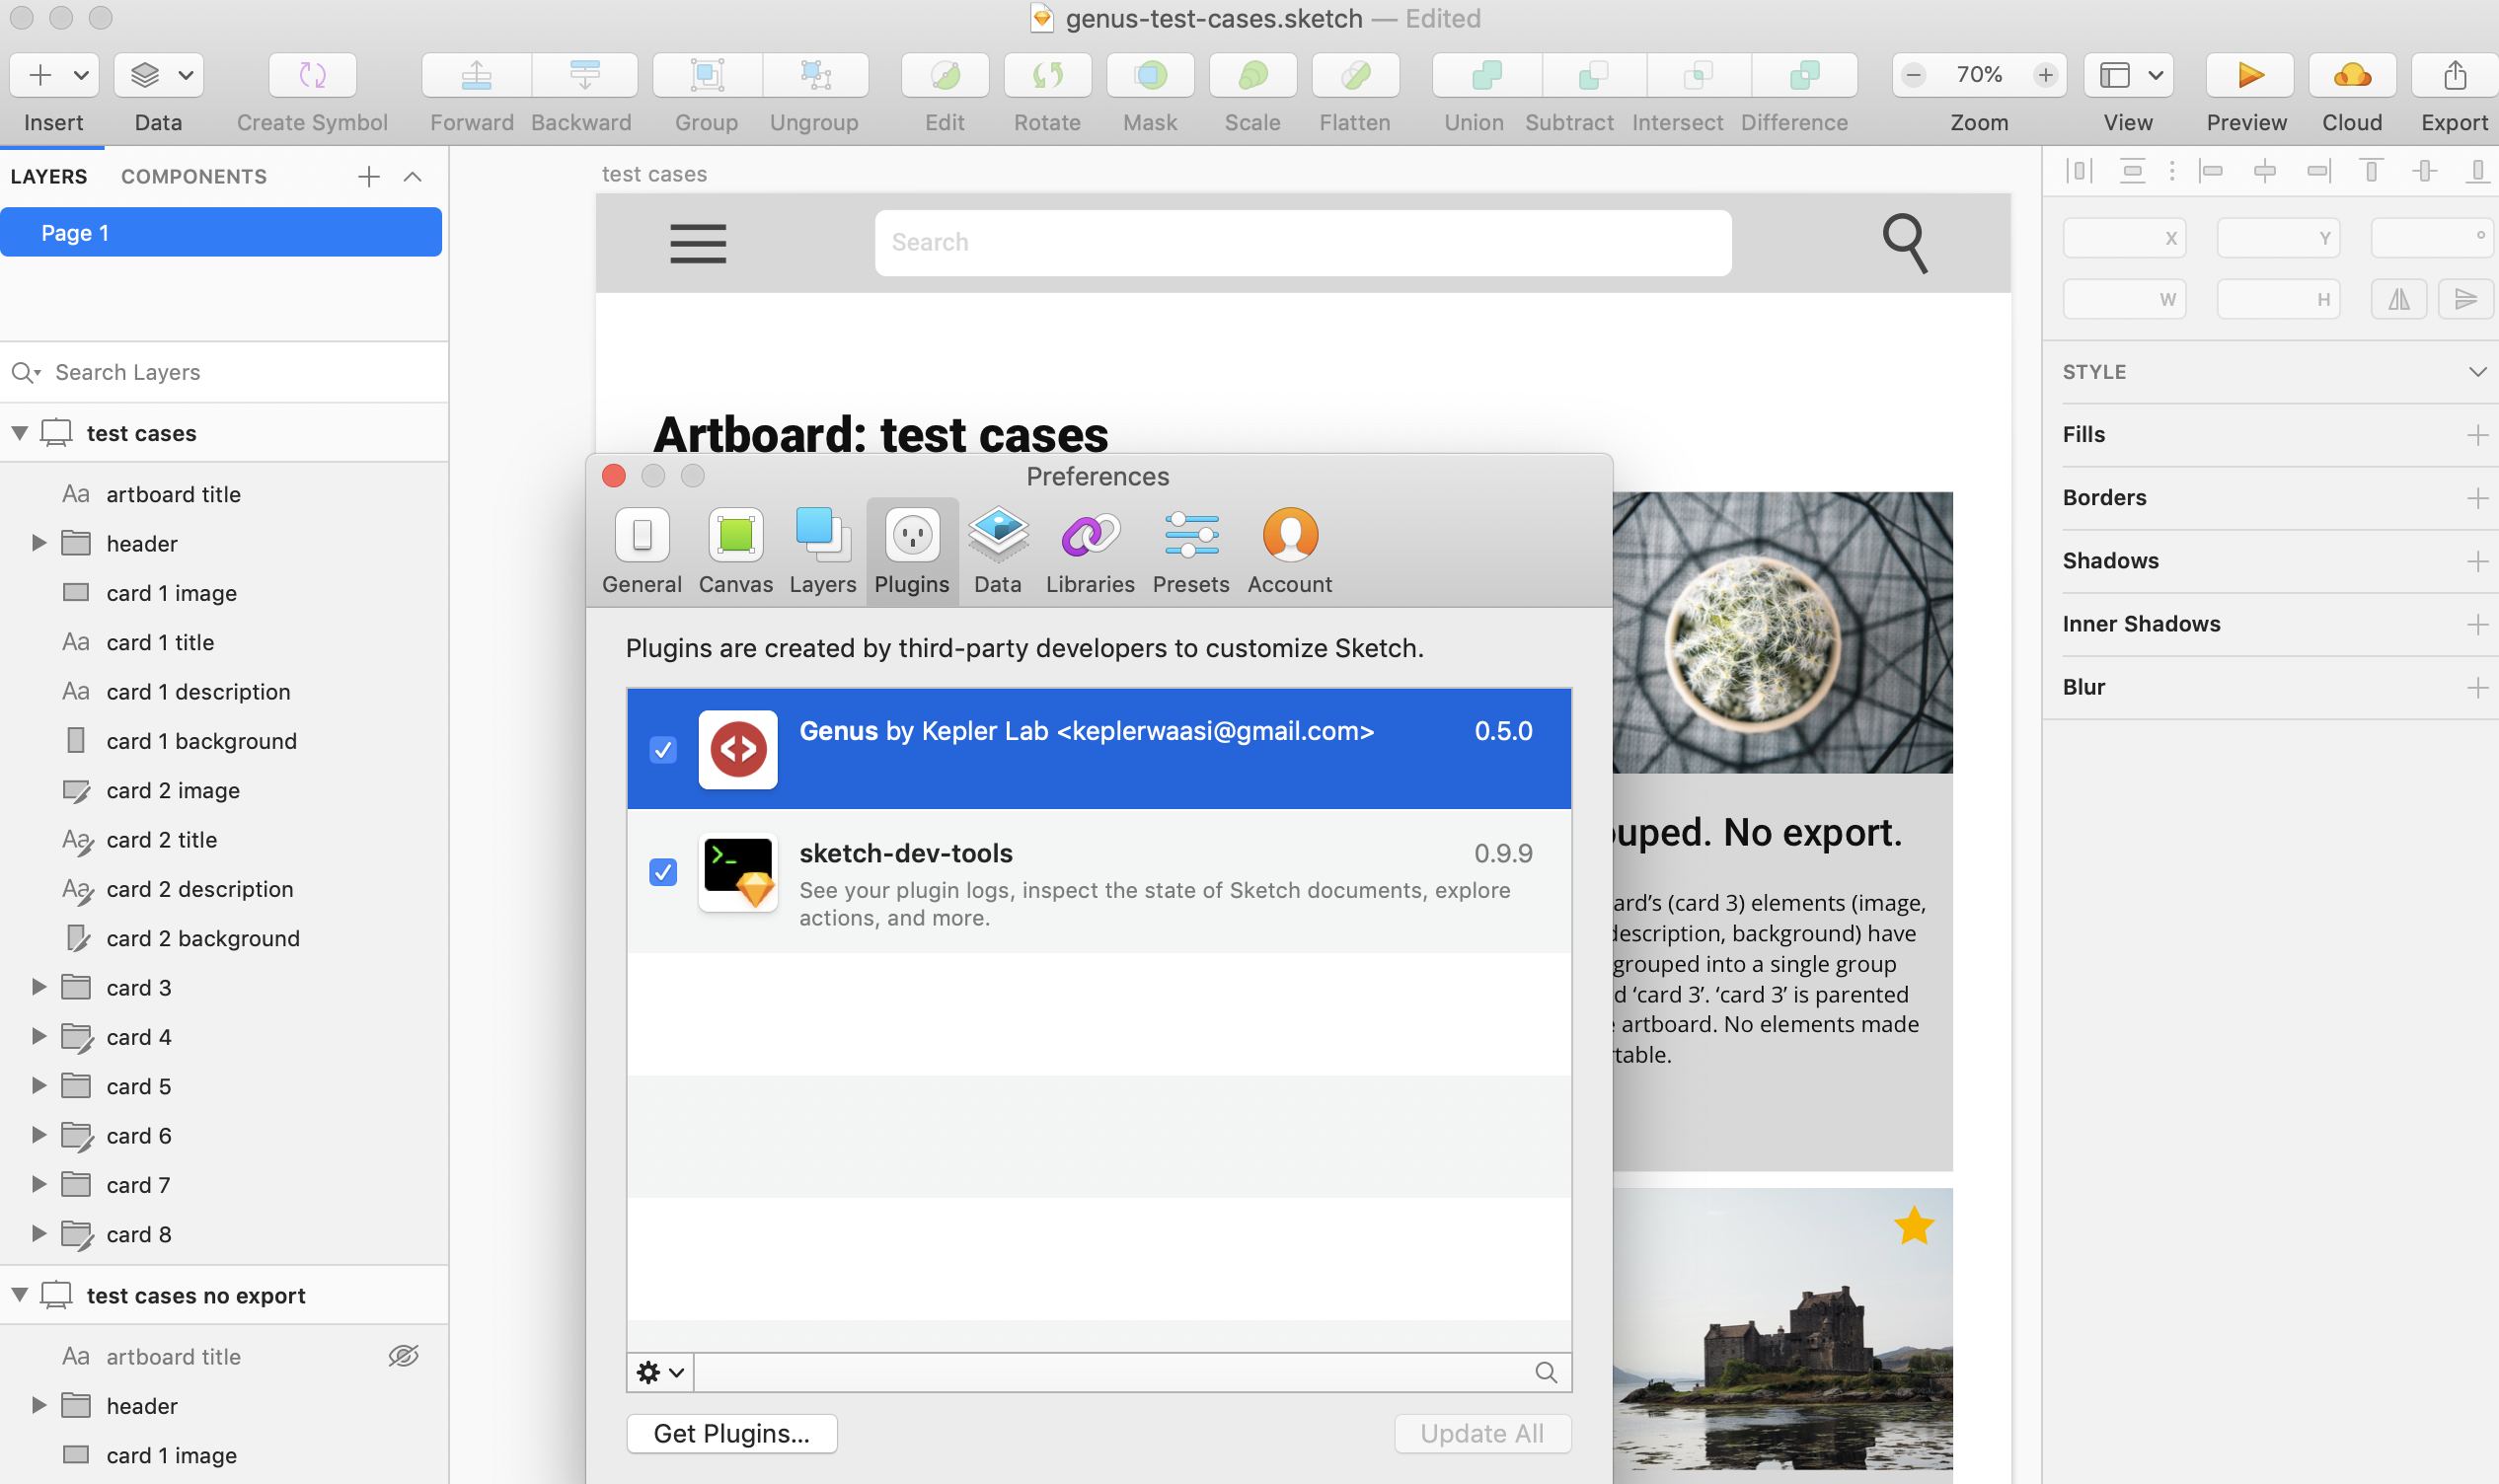 genus-test-cases.sketch — Edited
70%
Insert Data Create Symbol Forward Backward Group Ungroup Edit Rotate Mask Scale Flatten Union Subtract Intersect Difference Zoom View Preview Cloud Export
LAYERS COMPONENTS
Page 1
Search Layers
test cases
Aa artboard title
header
card 1 image
Aa card 1 title
Aa card 1 description
card 1 background
card 2 image
Aa card 2 title
Aa card 2 description
card 2 background
card 3
card 4
card 5
card 6
card 7
card 8
test cases no export
Aa artboard title
header
card 1 image
test cases
Search
Artboard: test cases
Preferences
General Canvas Layers Plugins Data Libraries Presets Account
Plugins are created by third-party developers to customize Sketch.
Genus by Kepler Lab <keplerwaasi@gmail.com> 0.5.0
sketch-dev-tools 0.9.9
See your plugin logs, inspect the state of Sketch documents, explore
actions, and more.
Get Plugins... Update All
ouped. No export.
ard’s (card 3) elements (image,
description, background) have
grouped into a single group
d ‘card 3’. ‘card 3’ is parented
e artboard. No elements made
rtable.
X Y °
W H
STYLE
Fills
Borders
Shadows
Inner Shadows
Blur